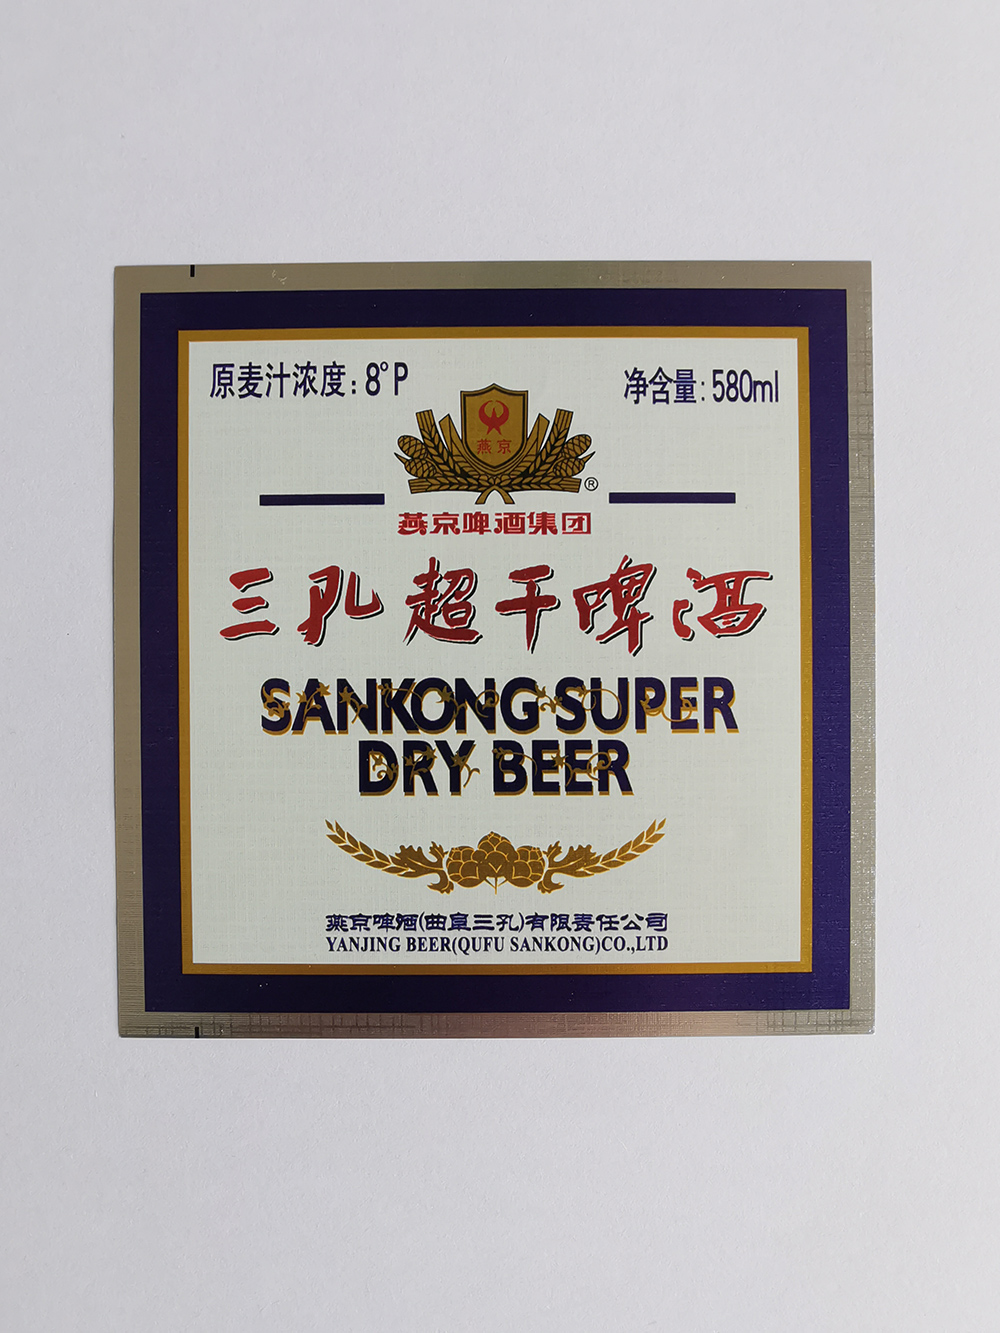 原麦汁浓度: 8°P
净含量: 580ml
燕京
®
燕京啤酒集团
三孔超干啤酒
SANKONG SUPER
DRY BEER
燕京啤酒(曲阜三孔)有限责任公司
YANJING BEER(QUFU SANKONG)CO.,LTD